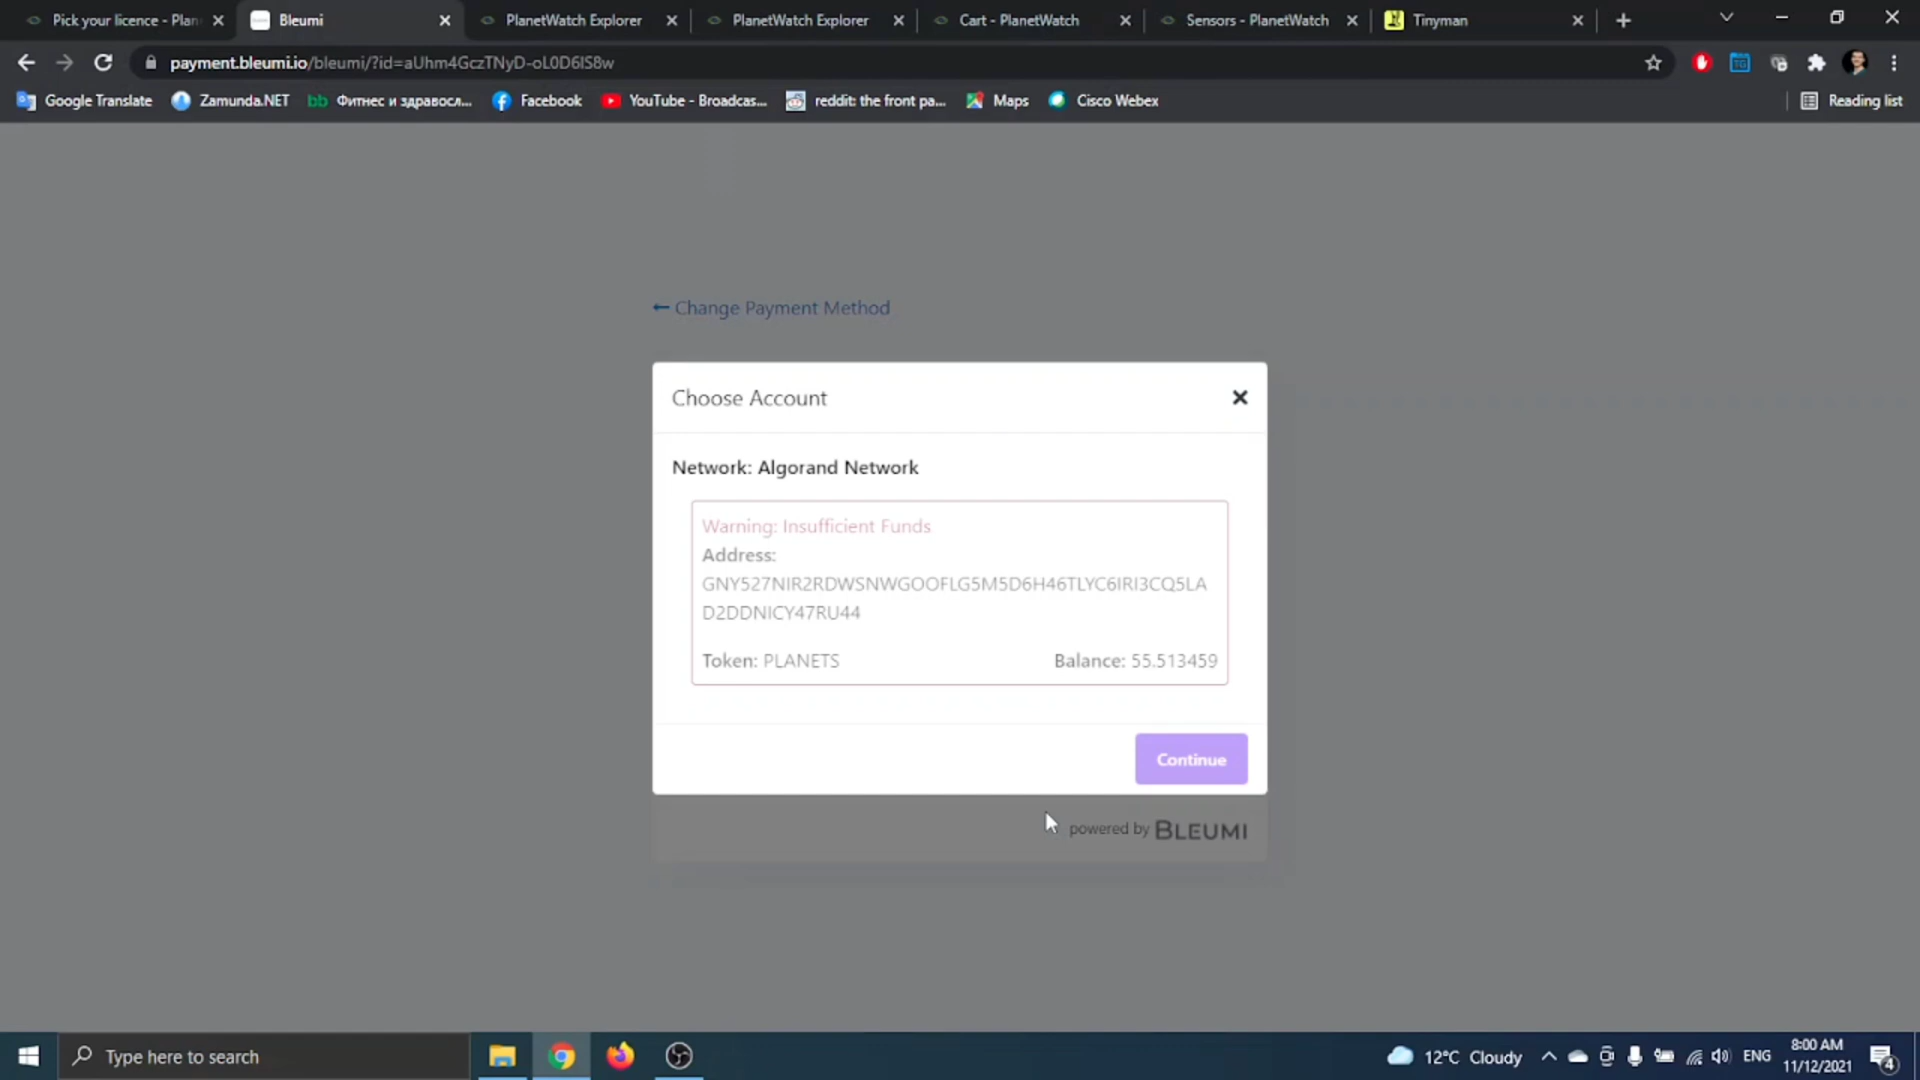 Pick your licence - Plan
Bleumi
PlanetWatch Explorer
PlanetWatch Explorer
Cart - PlanetWatch
Sensors - PlanetWatch
Tinyman
payment.bleumi.io/bleumi/?id=aUhm4GczTNyD-oL0D6IS8w
Google Translate
Zamunda.NET
bb Фитнес и здравосл...
Facebook
YouTube - Broadcas...
reddit: the front pa...
Maps
Cisco Webex
Reading list
← Change Payment Method
Choose Account
Network: Algorand Network
Warning: Insufficient Funds
Address:
GNY527NIR2RDWSNWGOOFLG5M5D6H46TLYC6IRI3CQ5LA
D2DDNICY47RU44
Token: PLANETS Balance: 55.513459
Continue
powered by BLEUMI
Type here to search
12°C Cloudy
ENG
8:00 AM
11/12/2021
4